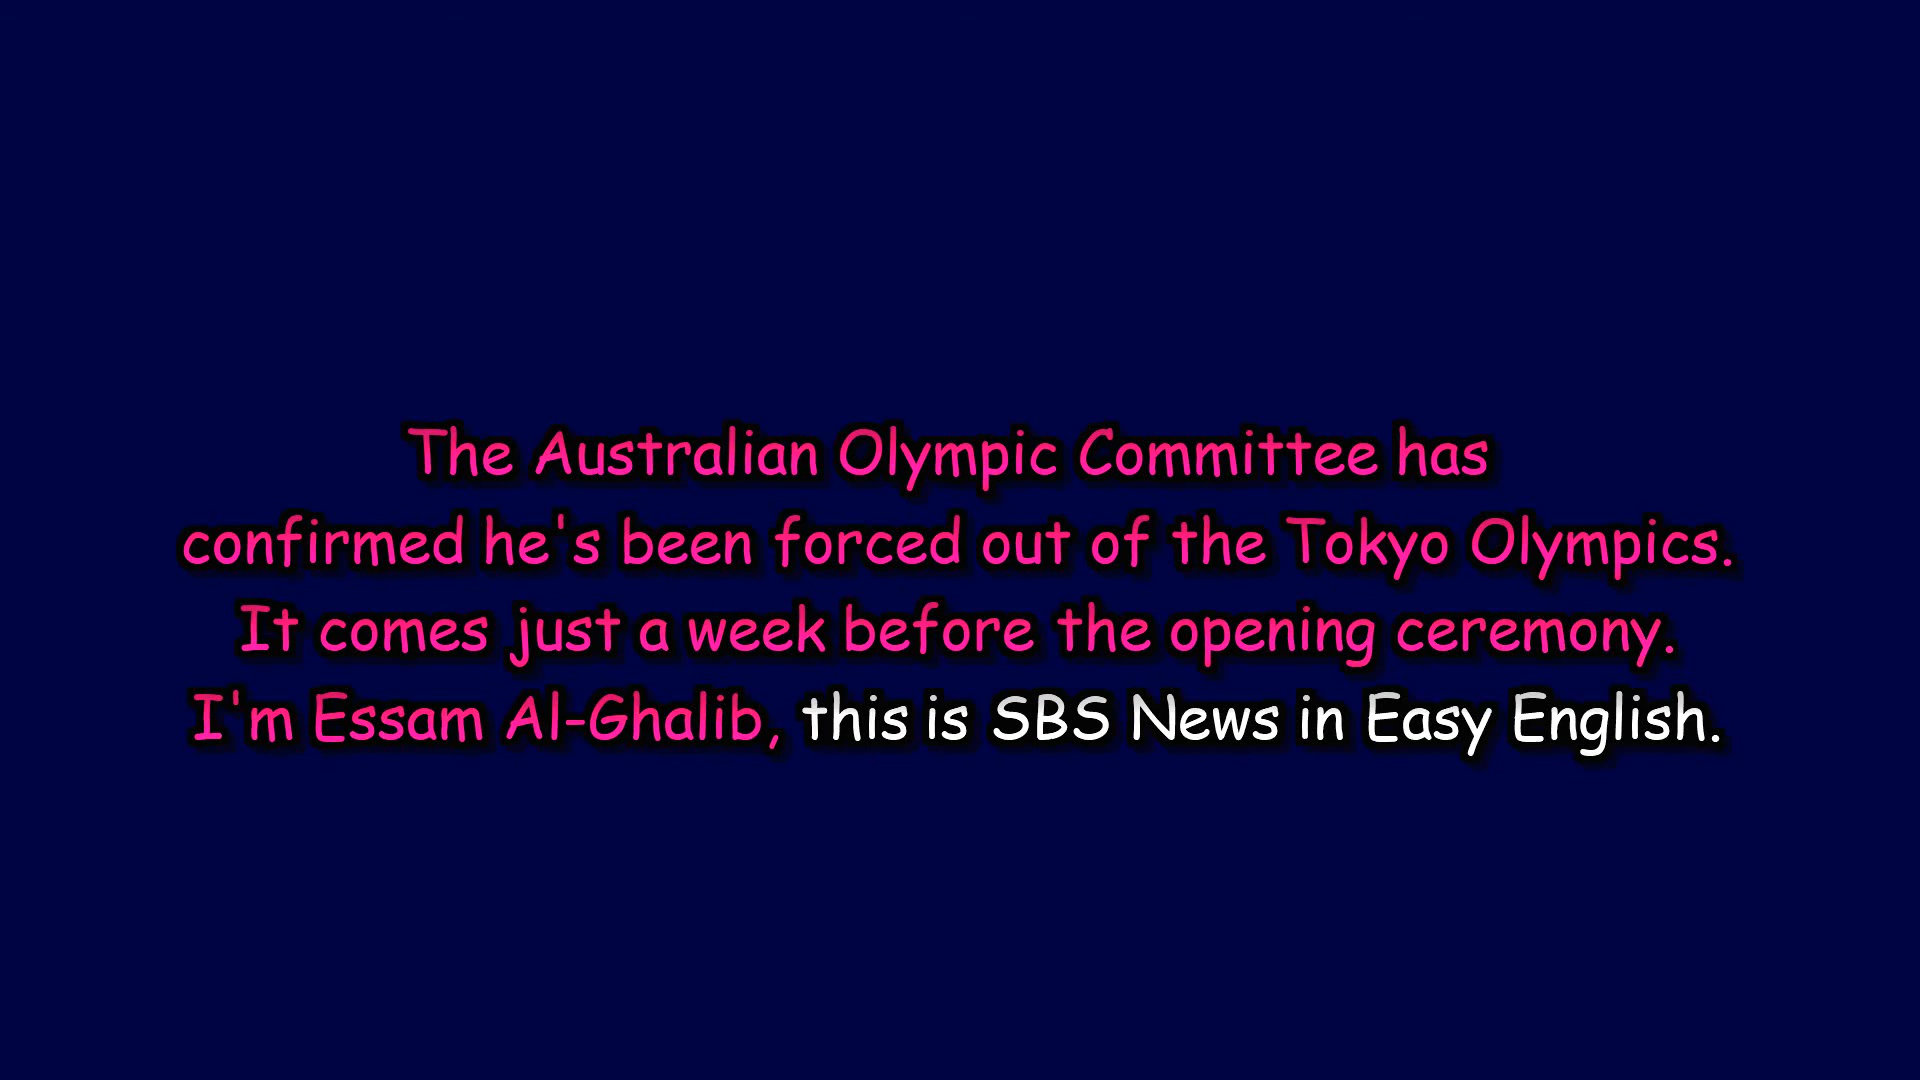 The Australian Olympic Committee has
confirmed he's been forced out of the Tokyo Olympics.
It comes just a week before the opening ceremony.
I'm Essam Al-Ghalib, this is SBS News in Easy English.